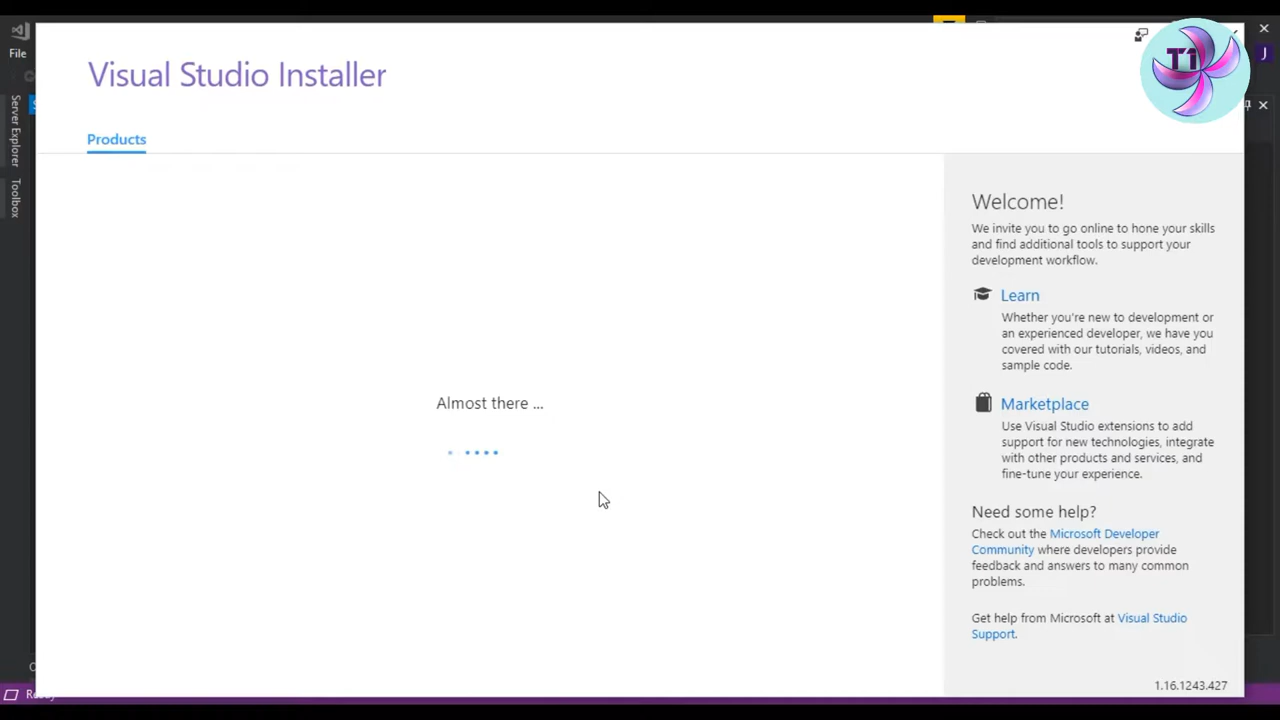 File
Visual Studio Installer
T1
J
Server Explorer
Toolbox
Products
Welcome!
We invite you to go online to hone your skills
and find additional tools to support your
development workflow.
Learn
Whether you're new to development or
an experienced developer, we have you
covered with our tutorials, videos, and
sample code.
Almost there ...
Marketplace
Use Visual Studio extensions to add
support for new technologies, integrate
with other products and services, and
fine-tune your experience.
Need some help?
Check out the Microsoft Developer
Community where developers provide
feedback and answers to many common
problems.
Get help from Microsoft at Visual Studio
Support.
1.16.1243.427